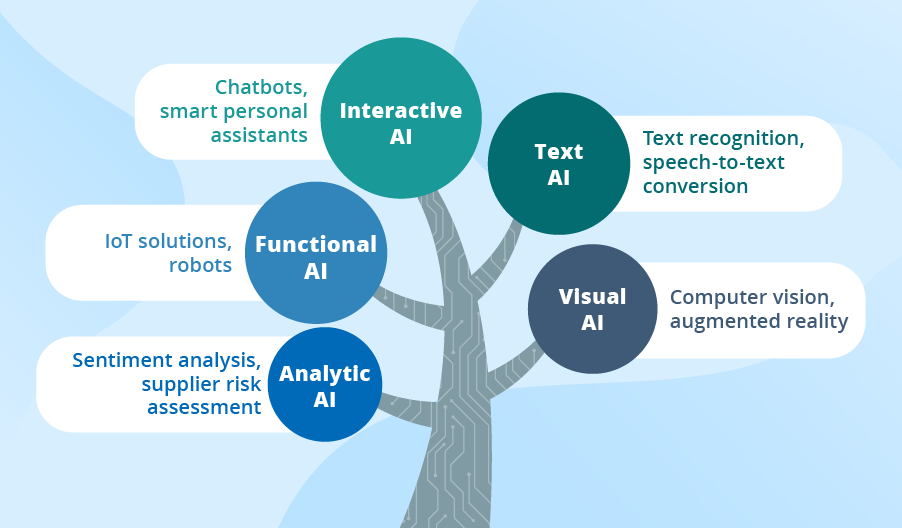 Chatbots,
smart personal
assistants
Interactive
AI
Text
AI
Text recognition,
speech-to-text
conversion
IoT solutions,
robots
Functional
AI
Visual
AI
Computer vision,
augmented reality
Sentiment analysis,
supplier risk
assessment
Analytic
AI